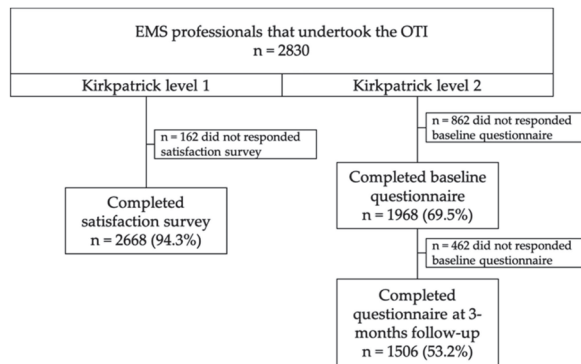 EMS professionals that undertook the OTI
n = 2830
Kirkpatrick level 1
Kirkpatrick level 2
n = 162 did not responded
satisfaction survey
n = 862 did not responded
baseline questionnaire
Completed
satisfaction survey
n = 2668 (94.3%)
Completed baseline
questionnaire
n = 1968 (69.5%)
n = 462 did not responded
baseline questionnaire
Completed
questionnaire at 3-
months follow-up
n = 1506 (53.2%)